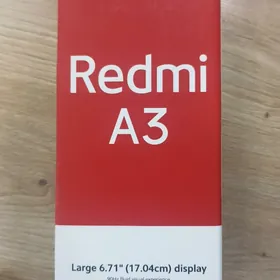 Redmi
A3
Large 6.71" (17.04cm) display